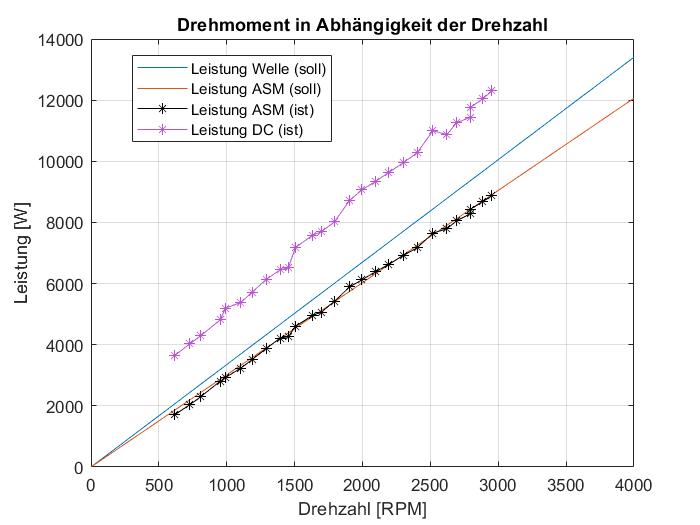 Drehmoment in Abhängigkeit der Drehzahl
14000
12000
10000
8000
6000
4000
2000
0
Leistung Welle (soll)
Leistung ASM (soll)
Leistung ASM (ist)
Leistung DC (ist)
Leistung [W]
0 500 1000 1500 2000 2500 3000 3500 4000
Drehzahl [RPM]